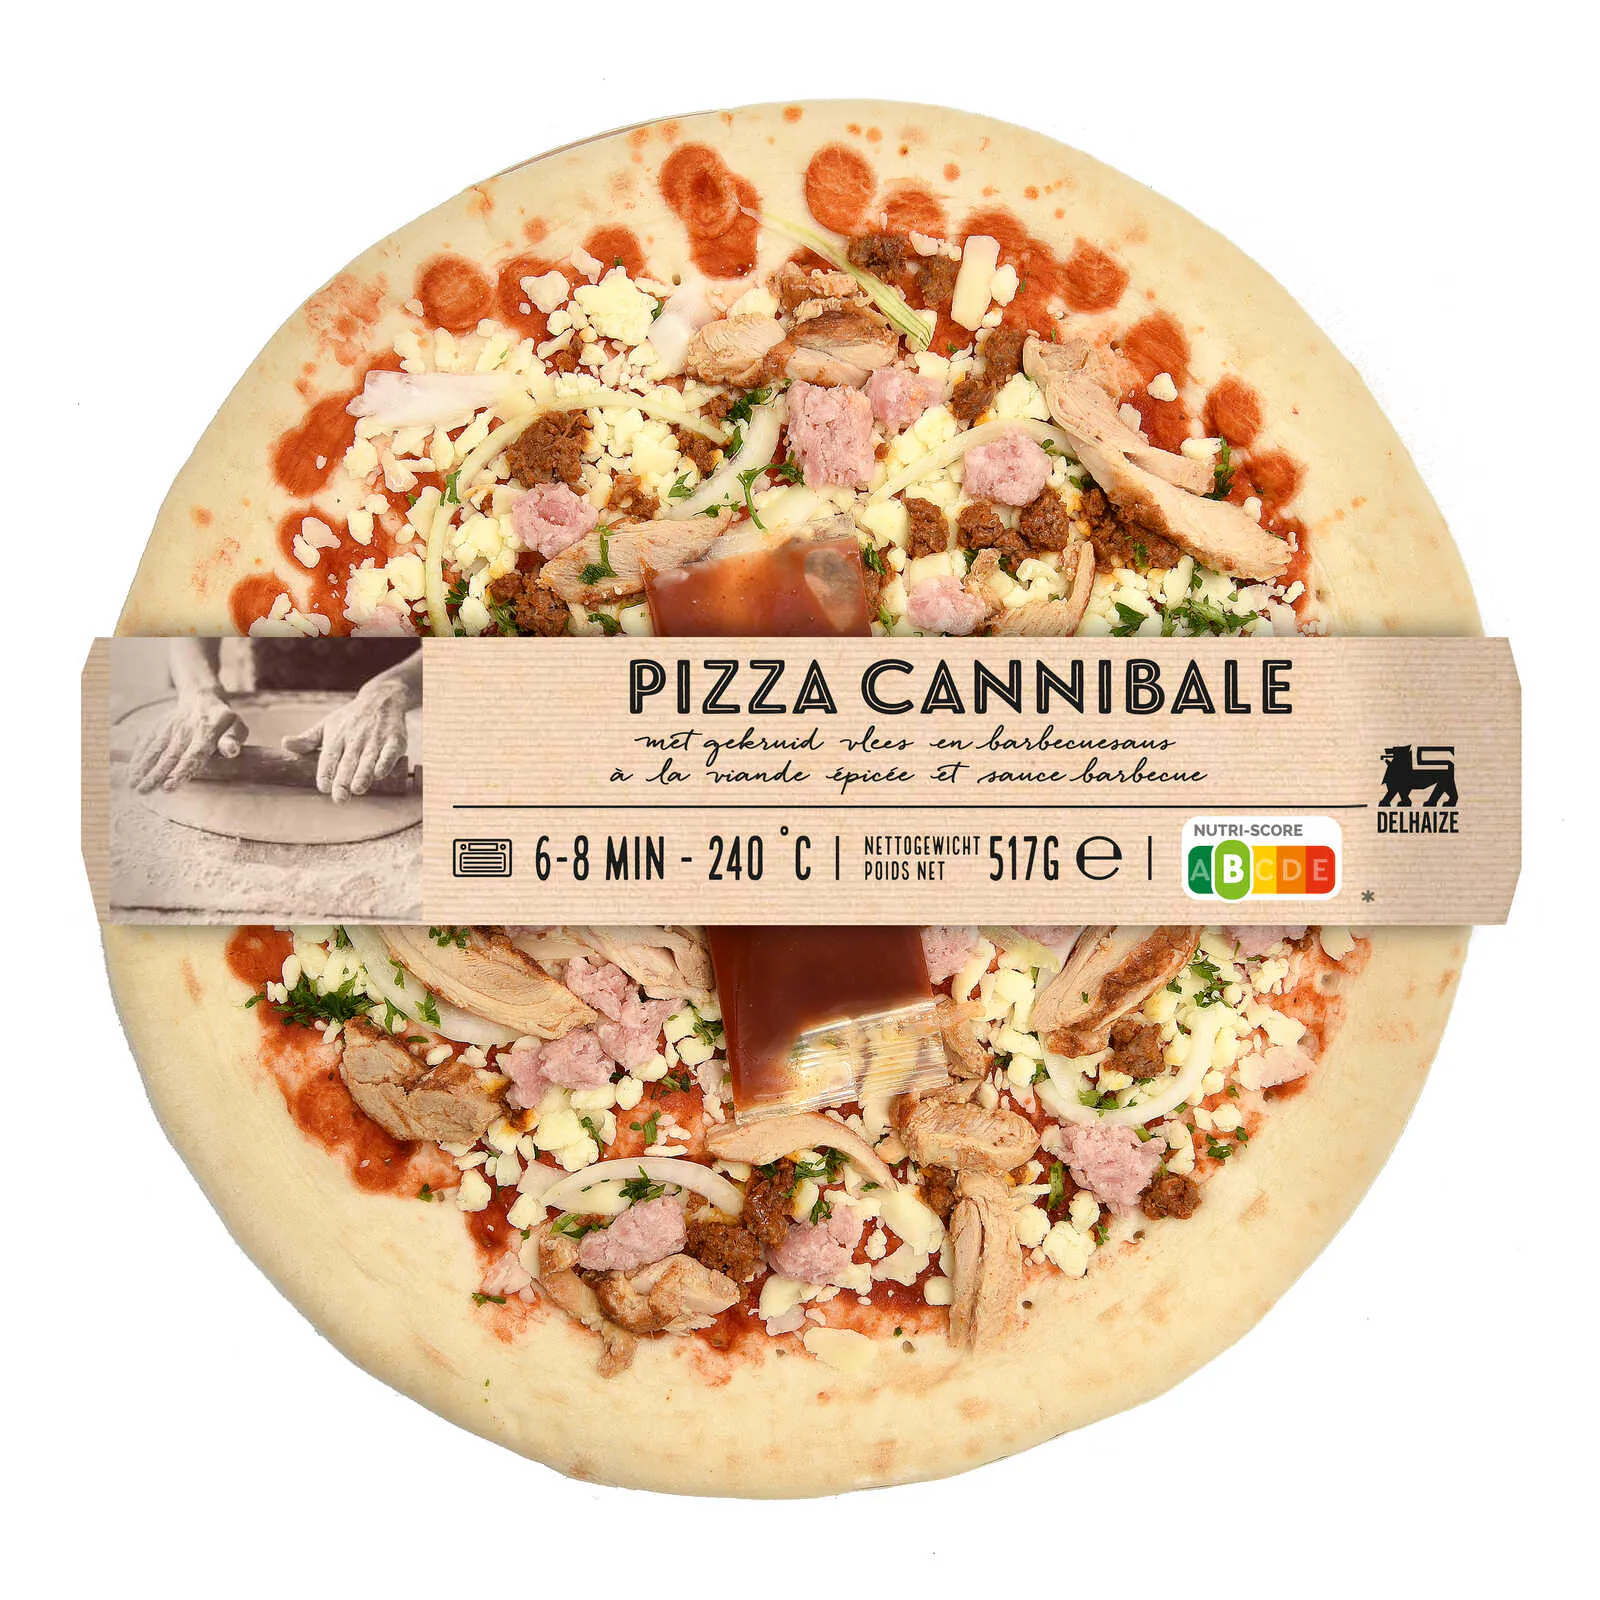 PIZZA CANNIBALE
met gekruid vlees en barbecuesaus
à la viande épicée et sauce barbecue
6-8 MIN - 240 °C | NETTOGEWICHT POIDS NET 517G ℮ |
NUTRI-SCORE
A B C D E
*
DELHAIZE